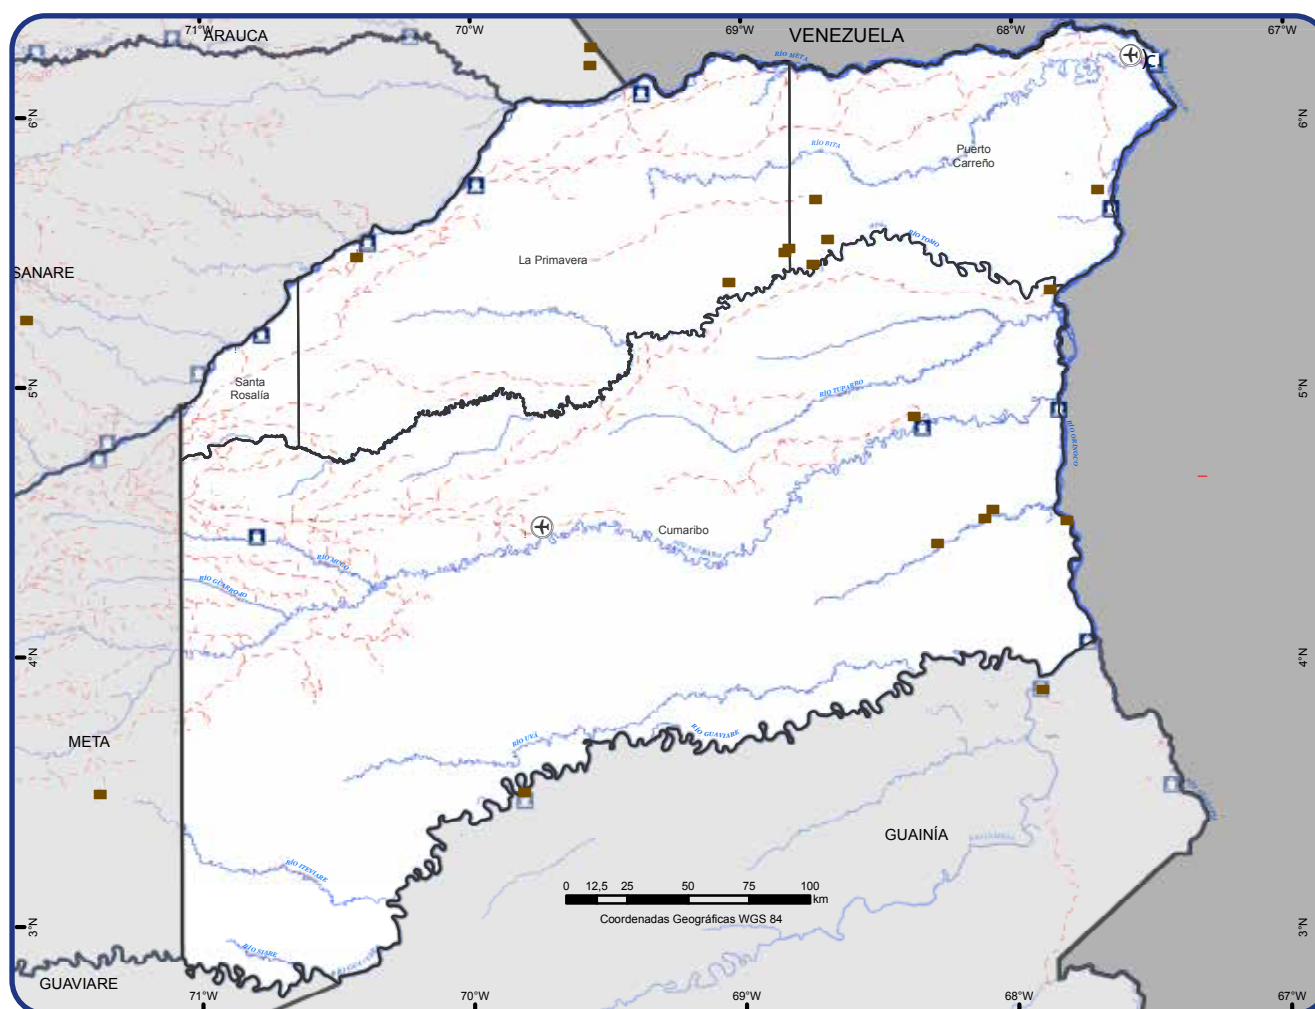 71°W
70°W
69°W
68°W
67°W
ARAUCA
VENEZUELA
RÍO META
6°N
6°N
RÍO BITA
Puerto
Carreño
RÍO TOMO
La Primavera
SANARE
Santa
Rosalía
5°N
5°N
RÍO TUPARRO
RÍO ORINOCO
Cumaribo
RÍO MUCO
RÍO GUARROJO
4°N
4°N
META
RÍO UVÁ
RÍO GUAVIARE
GUAINÍA
RÍO ITEVIARE
0 12,5 25 50 75 100
km
Coordenadas Geográficas WGS 84
3°N
3°N
RÍO SIARE
GUAVIARE
71°W
70°W
69°W
68°W
67°W